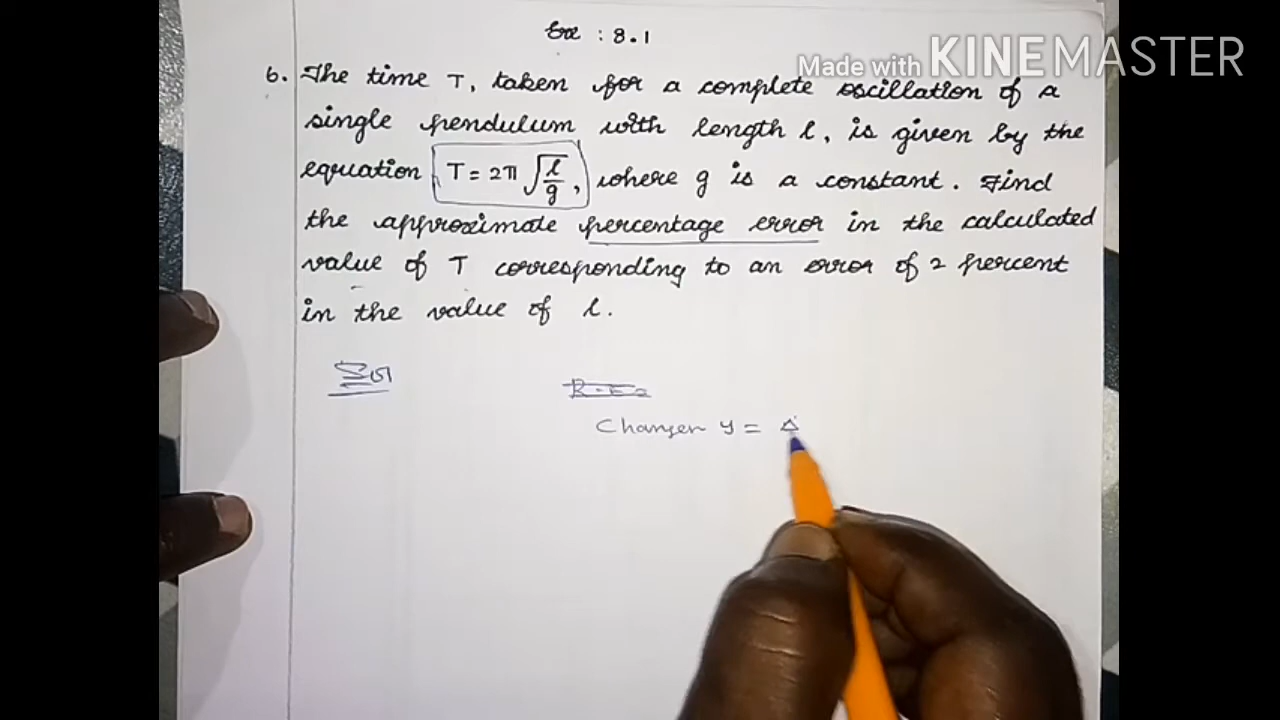 Ex : 8.1
Made with KINEMASTER
6. The time T, taken for a complete oscillation of a
single pendulum with length l, is given by the
equation T = 2π √(l/g), where g is a constant. Find
the approximate percentage error in the calculated
value of T corresponding to an error of 2 percent
in the value of l.
Sol
Change y = Δ